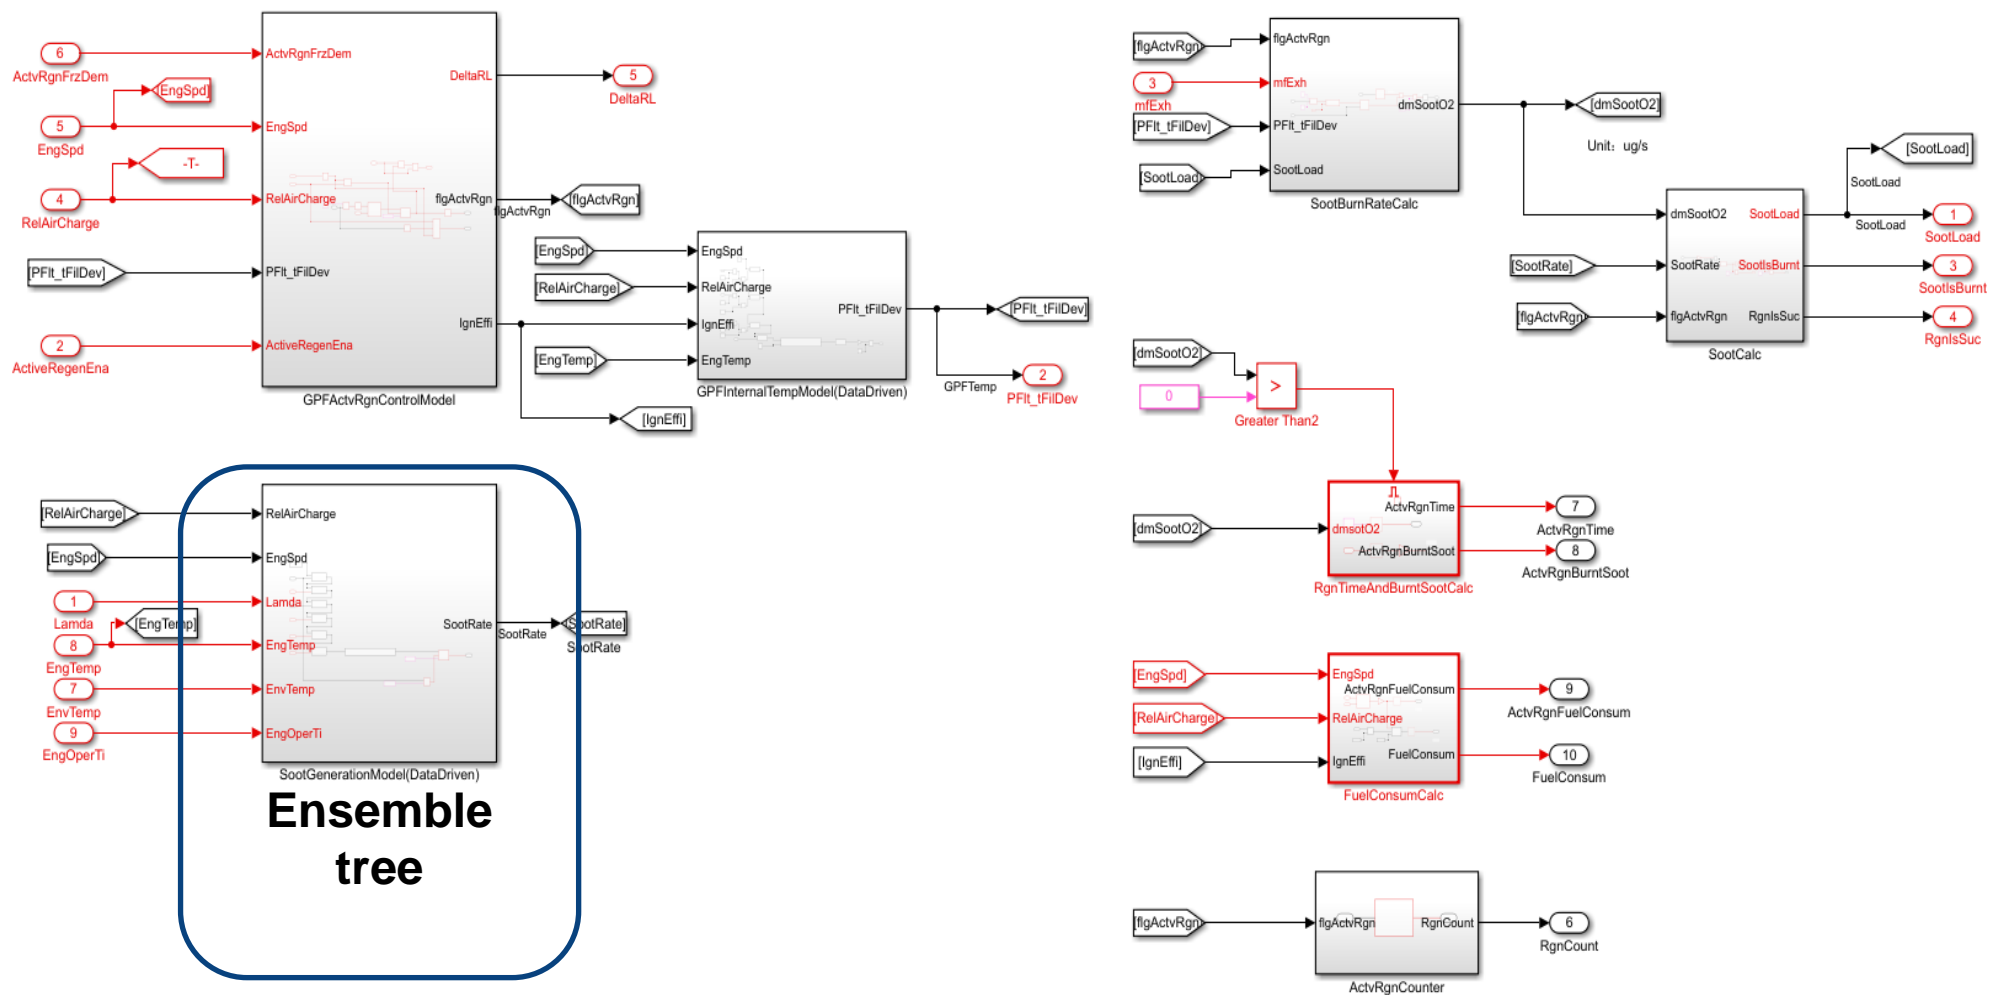 6
ActvRgnFrzDem
[EngSpd]
5
EngSpd
-T-
4
RelAirCharge
[PFlt_tFilDev]
2
ActiveRegenEna
ActvRgnFrzDem
EngSpd
RelAirCharge
PFlt_tFilDev
ActiveRegenEna
DeltaRL
flgActvRgn
IgnEffi
GPFActvRgnControlModel
5
DeltaRL
flgActvRgn
[flgActvRgn]
[EngSpd]
[RelAirCharge]
[EngTemp]
[IgnEffi]
EngSpd
RelAirCharge
IgnEffi
EngTemp
PFlt_tFilDev
GPFInternalTempModel(DataDriven)
[PFlt_tFilDev]
GPFTemp
2
PFlt_tFilDev
[RelAirCharge]
[EngSpd]
1
Lamda
[EngTemp]
8
EngTemp
7
EnvTemp
9
EngOperTi
RelAirCharge
EngSpd
Lamda
EngTemp
EnvTemp
EngOperTi
SootRate
SootGenerationModel(DataDriven)
SootRate
[SootRate]
SootRate
Ensemble
tree
[flgActvRgn]
3
mfExh
[PFlt_tFilDev]
[SootLoad]
flgActvRgn
mfExh
PFlt_tFilDev
SootLoad
dmSootO2
SootBurnRateCalc
[dmSootO2]
Unit: ug/s
[SootRate]
[flgActvRgn]
dmSootO2
SootRate
flgActvRgn
SootLoad
SootIsBurnt
RgnIsSuc
SootCalc
[SootLoad]
SootLoad
SootLoad
1
SootLoad
3
SootIsBurnt
4
RgnIsSuc
[dmSootO2]
0
>
Greater Than2
[dmSootO2]
dmsotO2
ActvRgnTime
ActvRgnBurntSoot
RgnTimeAndBurntSootCalc
7
ActvRgnTime
8
ActvRgnBurntSoot
[EngSpd]
[RelAirCharge]
[IgnEffi]
EngSpd
ActvRgnFuelConsum
RelAirCharge
FuelConsum
IgnEffi
FuelConsumCalc
9
ActvRgnFuelConsum
10
FuelConsum
[flgActvRgn]
flgActvRgn
RgnCount
ActvRgnCounter
6
RgnCount